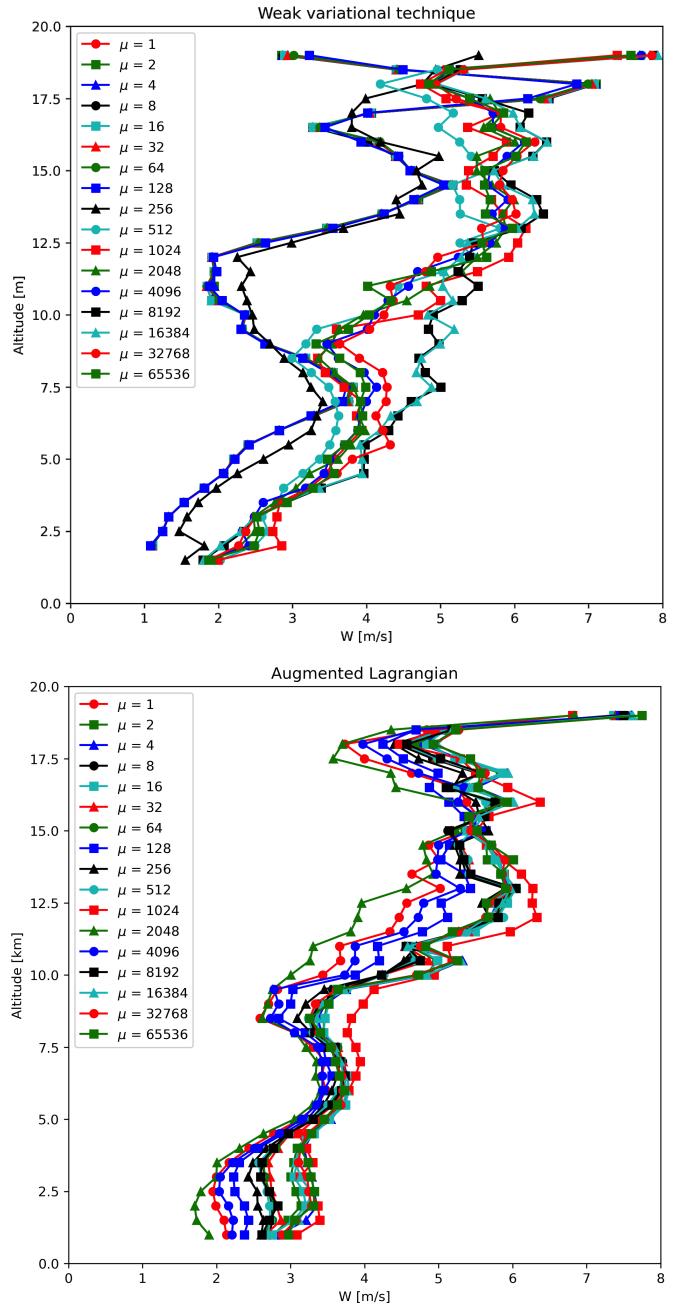 Weak variational technique
20.0
17.5
15.0
12.5
10.0
7.5
5.0
2.5
0.0
Altitude [m]
μ = 1
μ = 2
μ = 4
μ = 8
μ = 16
μ = 32
μ = 64
μ = 128
μ = 256
μ = 512
μ = 1024
μ = 2048
μ = 4096
μ = 8192
μ = 16384
μ = 32768
μ = 65536
0 1 2 3 4 5 6 7 8
W [m/s]
Augmented Lagrangian
20.0
17.5
15.0
12.5
10.0
7.5
5.0
2.5
0.0
Altitude [km]
μ = 1
μ = 2
μ = 4
μ = 8
μ = 16
μ = 32
μ = 64
μ = 128
μ = 256
μ = 512
μ = 1024
μ = 2048
μ = 4096
μ = 8192
μ = 16384
μ = 32768
μ = 65536
0 1 2 3 4 5 6 7 8
W [m/s]